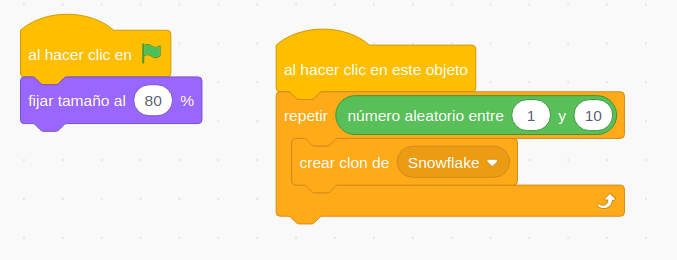 al hacer clic en
fijar tamaño al 80 %
al hacer clic en este objeto
repetir número aleatorio entre 1 y 10
crear clon de Snowflake